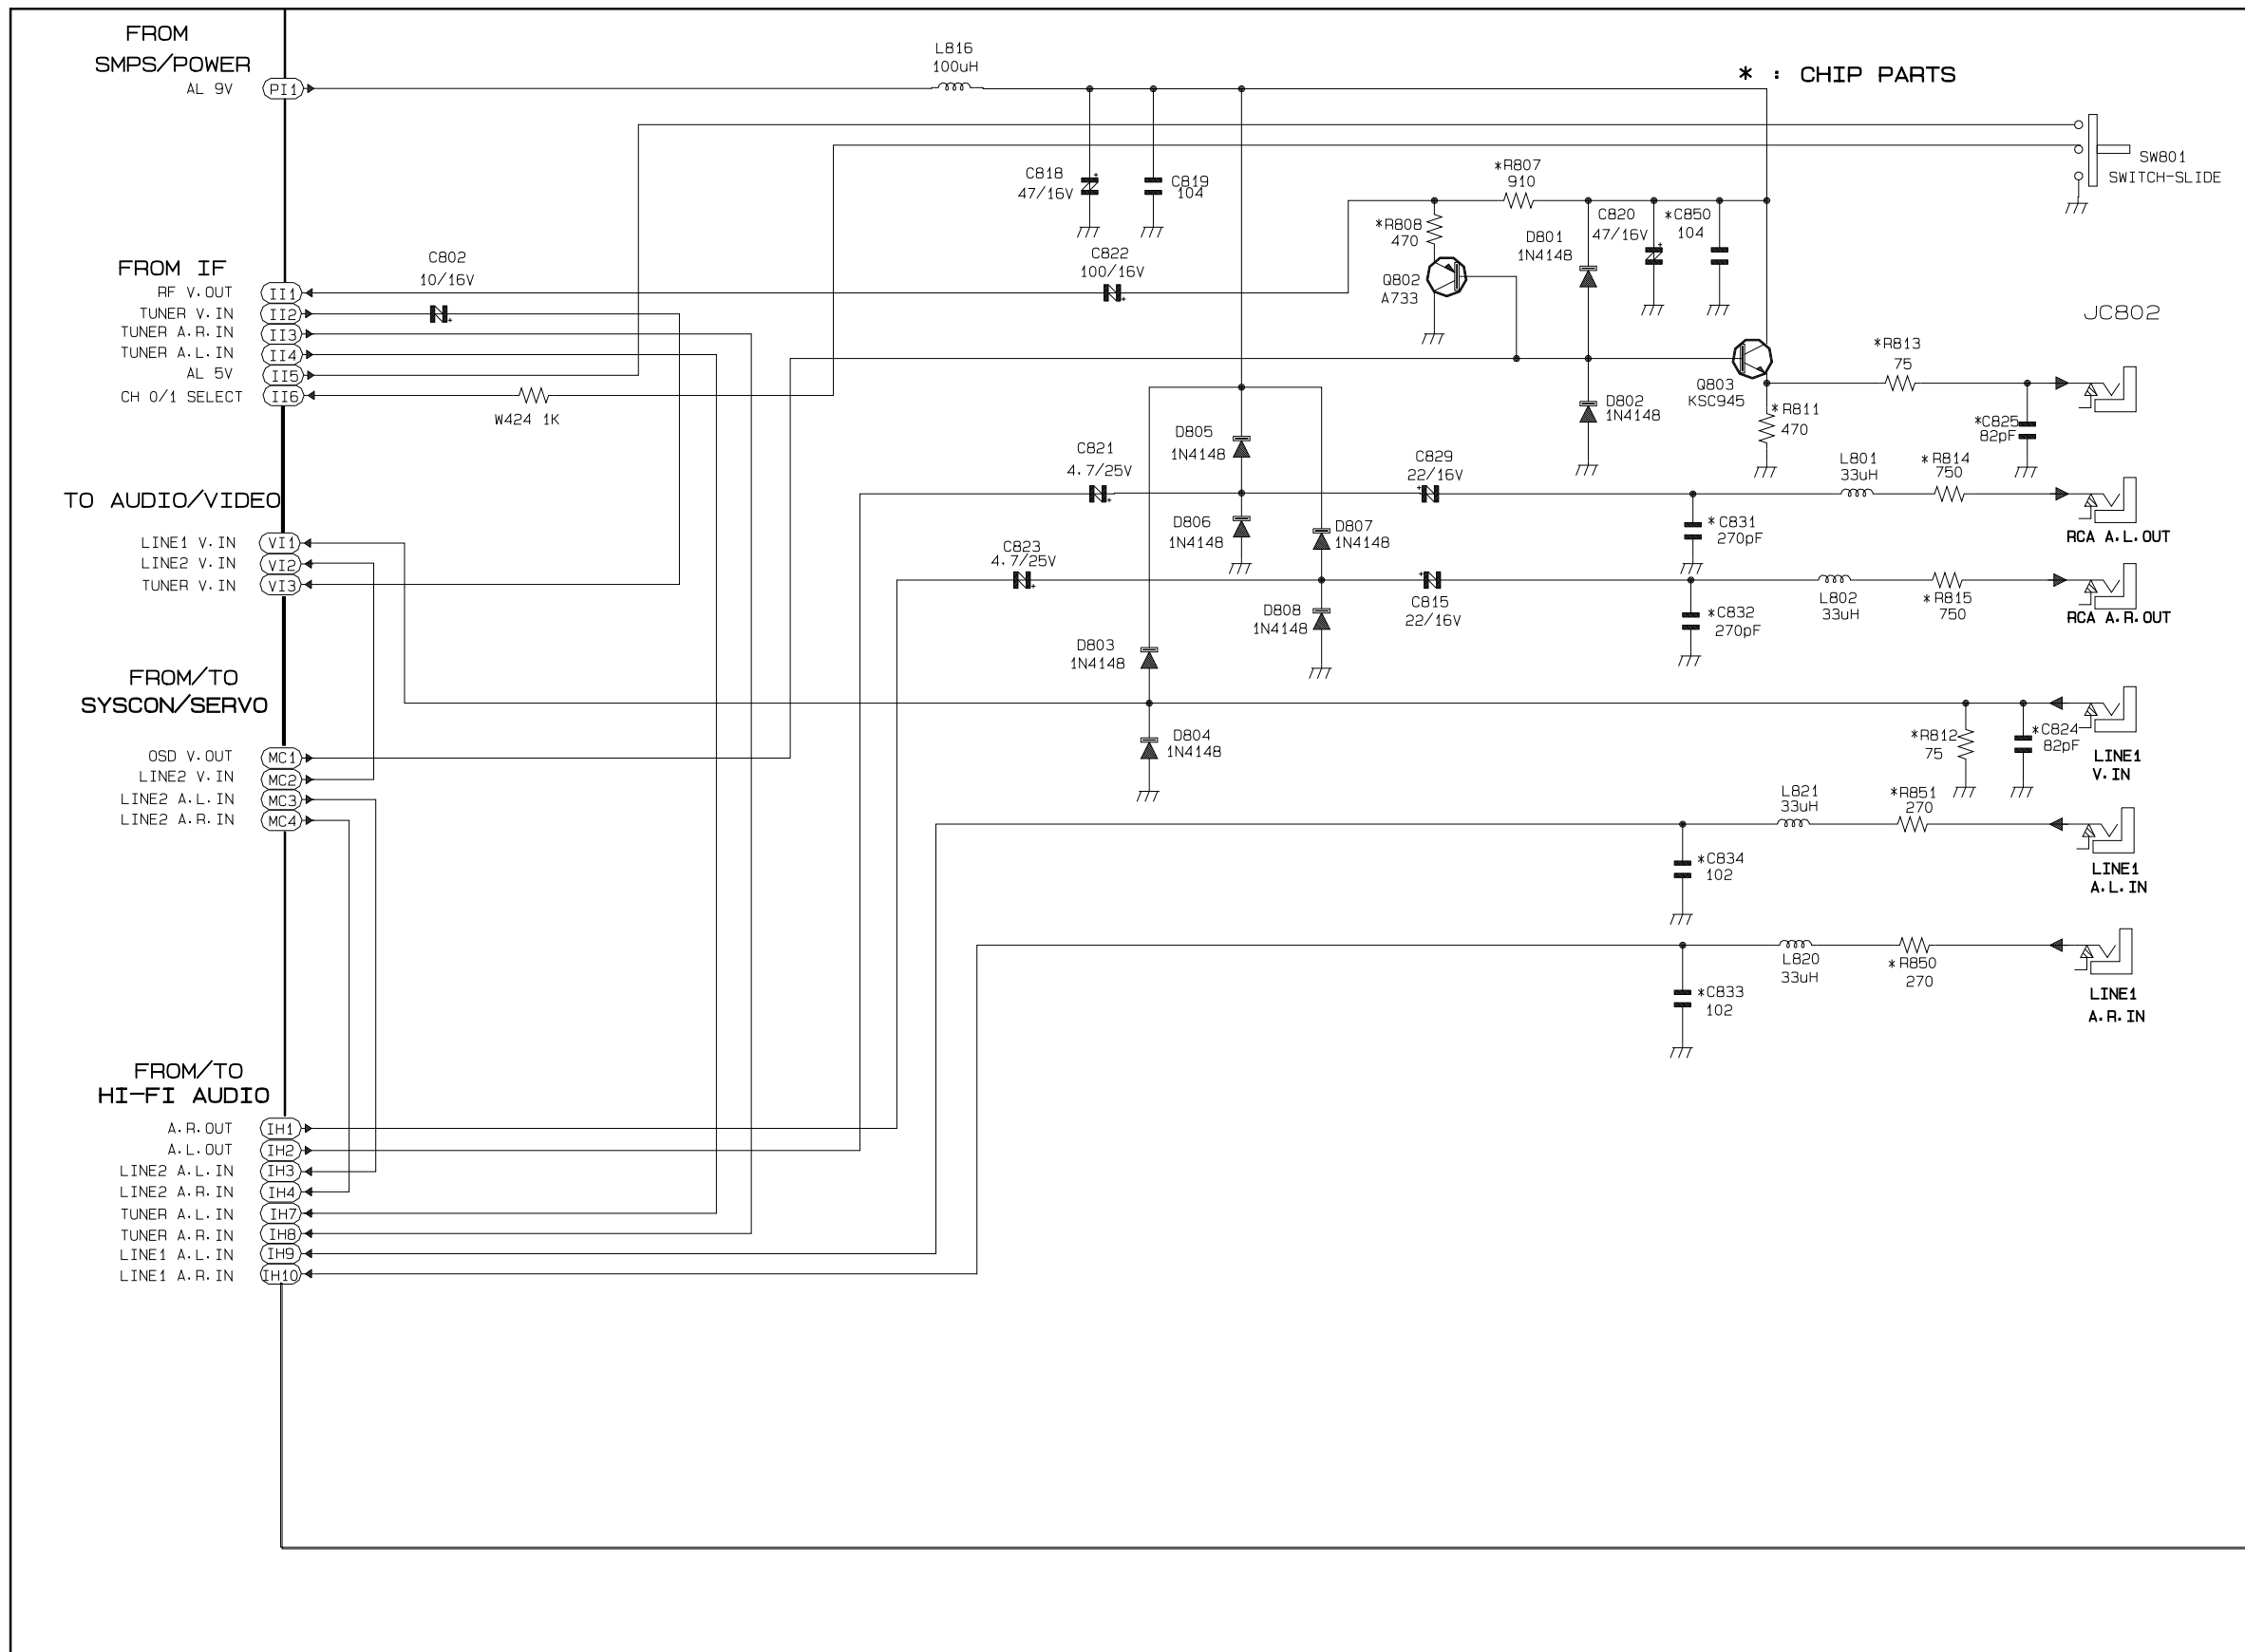 FROM
SMPS/POWER
AL 9V
PI1
L816
100uH
* : CHIP PARTS
SW801
SWITCH-SLIDE
C818
47/16V
C819
104
*R807
910
*R808
470
D801
1N4148
C820
47/16V
*C850
104
Q802
A733
C822
100/16V
C802
10/16V
FROM IF
RF V.OUT
II1
TUNER V.IN
II2
TUNER A.R.IN
II3
TUNER A.L.IN
II4
AL 5V
II5
CH 0/1 SELECT
II6
W424 1K
JC802
*R813
75
Q803
KSC945
*R811
470
D802
1N4148
*C825
82pF
D805
1N4148
C821
4.7/25V
C829
22/16V
L801
33uH
*R814
750
*C831
270pF
RCA A.L.OUT
TO AUDIO/VIDEO
LINE1 V.IN
VI1
LINE2 V.IN
VI2
TUNER V.IN
VI3
D806
1N4148
D807
1N4148
C823
4.7/25V
C815
22/16V
D808
1N4148
*C832
270pF
L802
33uH
*R815
750
RCA A.R.OUT
D803
1N4148
D804
1N4148
FROM/TO
SYSCON/SERVO
OSD V.OUT
MC1
LINE2 V.IN
MC2
LINE2 A.L.IN
MC3
LINE2 A.R.IN
MC4
*R812
75
*C824
82pF
LINE1
V.IN
L821
33uH
*R851
270
*C834
102
LINE1
A.L.IN
L820
33uH
*R850
270
*C833
102
LINE1
A.R.IN
FROM/TO
HI-FI AUDIO
A.R.OUT
IH1
A.L.OUT
IH2
LINE2 A.L.IN
IH3
LINE2 A.R.IN
IH4
TUNER A.L.IN
IH7
TUNER A.R.IN
IH8
LINE1 A.L.IN
IH9
LINE1 A.R.IN
IH10